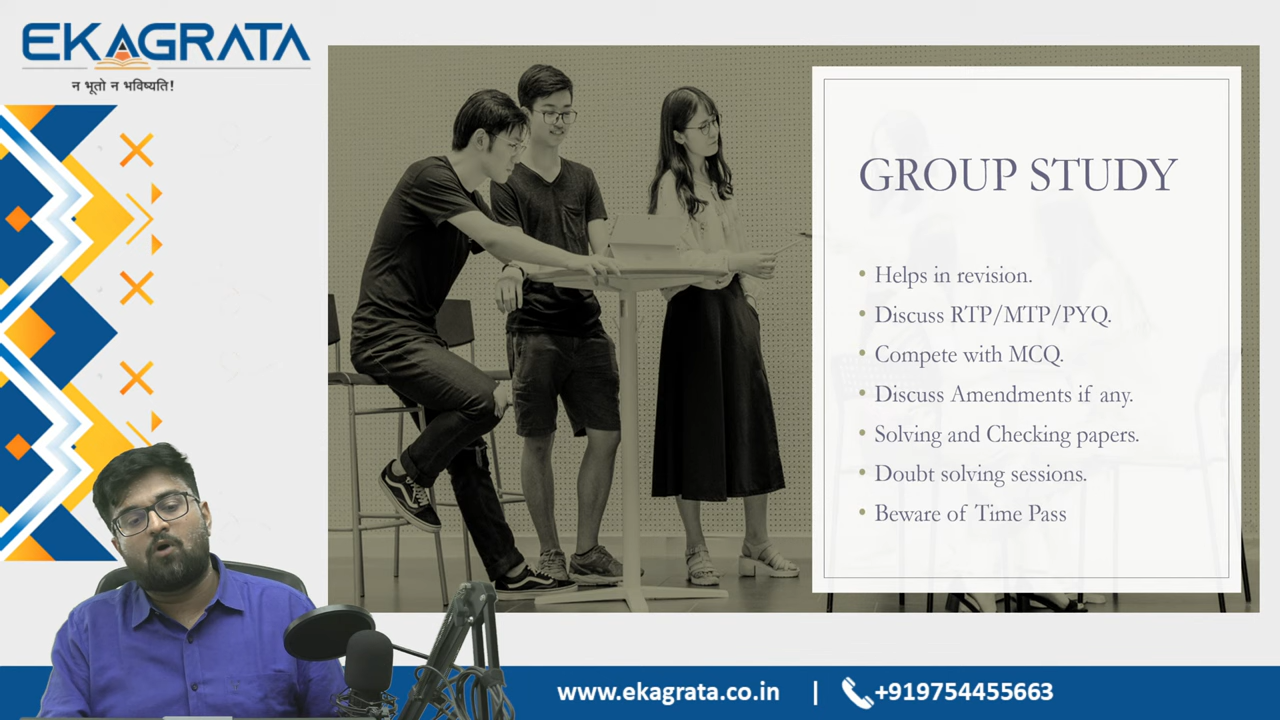 EKAGRATA
न भूतो न भविष्यति!
GROUP STUDY
• Helps in revision.
• Discuss RTP/MTP/PYQ.
• Compete with MCQ.
• Discuss Amendments if any.
• Solving and Checking papers.
• Doubt solving sessions.
• Beware of Time Pass
www.ekagrata.co.in | +919754455663